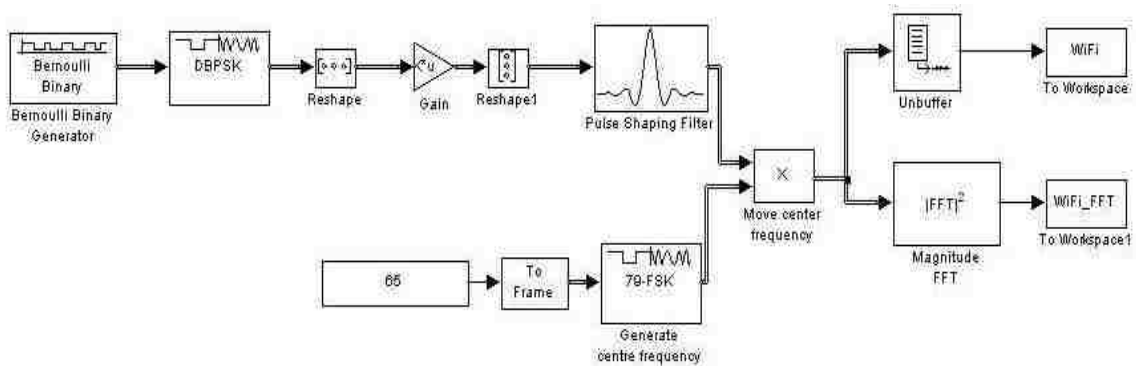 Bernoulli
Binary
Bernoulli Binary
Generator
DBPSK
Reshape
u
Gain
Reshape1
Pulse Shaping Filter
Unbuffer
WiFi
To Workspace
X
Move center
frequency
|FFT|²
Magnitude
FFT
WiFi_FFT
To Workspace1
65
To
Frame
79-FSK
Generate
centre frequency